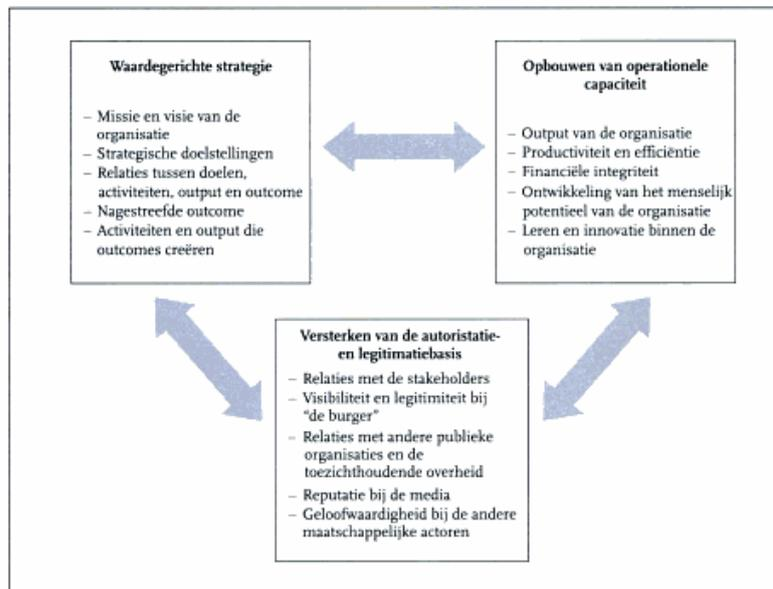 Waardegerichte strategie
– Missie en visie van de
organisatie
– Strategische doelstellingen
– Relaties tussen doelen,
activiteiten, output en outcome
– Nagestreefde outcome
– Activiteiten en output die
outcomes creëren
Opbouwen van operationele
capaciteit
– Output van de organisatie
– Productiviteit en efficiëntie
– Financiële integriteit
– Ontwikkeling van het menselijk
potentieel van de organisatie
– Leren en innovatie binnen de
organisatie
Versterken van de autoristatie-
en legitimatiebasis
– Relaties met de stakeholders
– Visibiliteit en legitimiteit bij
“de burger”
– Relaties met andere publieke
organisaties en de
toezichthoudende overheid
– Reputatie bij de media
– Geloofwaardigheid bij de andere
maatschappelijke actoren